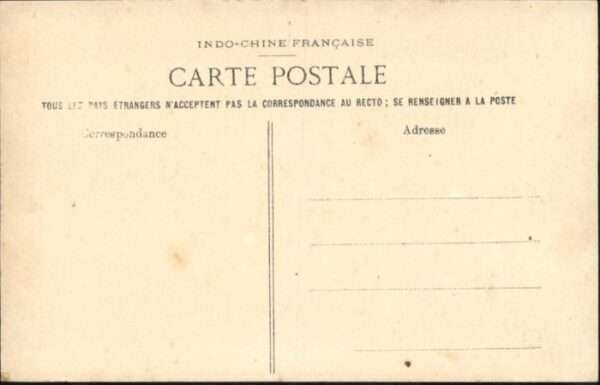 INDO-CHINE FRANÇAISE
CARTE POSTALE
TOUS LES PAYS ÉTRANGERS N'ACCEPTENT PAS LA CORRESPONDANCE AU RECTO ; SE RENSEIGNER A LA POSTE
Correspondance
Adresse